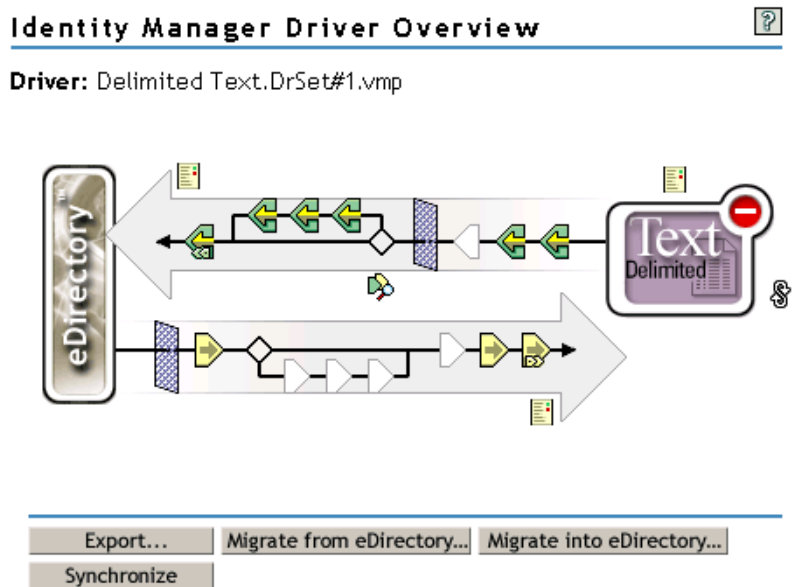 Identity Manager Driver Overview
?
Driver: Delimited Text.DrSet#1.vmp
eDirectory™
Text
Delimited
Export...
Migrate from eDirectory...
Migrate into eDirectory...
Synchronize